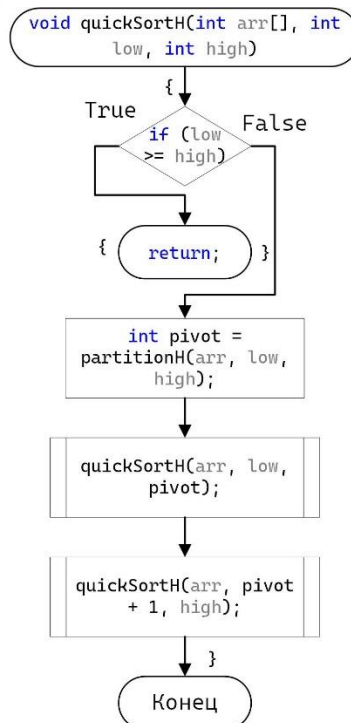 void quickSortH(int arr[], int
low, int high)
{
True
False
if (low
>= high)
{
return;
}
int pivot =
partitionH(arr, low,
high);
quickSortH(arr, low,
pivot);
quickSortH(arr, pivot
+ 1, high);
}
Конец